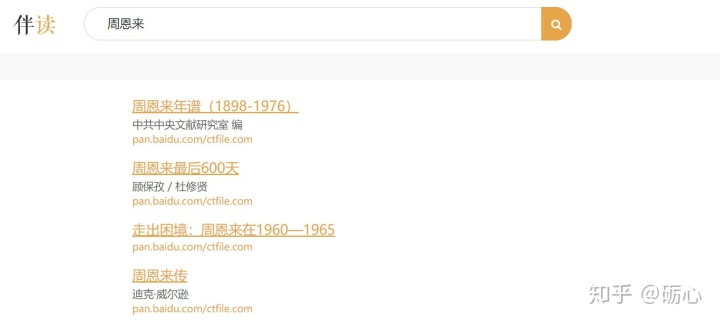 伴读
周恩来
周恩来年谱（1898-1976）
中共中央文献研究室 编
pan.baidu.com/ctfile.com
周恩来最后600天
顾保孜 / 杜修贤
pan.baidu.com/ctfile.com
走出困境：周恩来在1960—1965
pan.baidu.com/ctfile.com
周恩来传
迪克·威尔逊
pan.baidu.com/ctfile.com
知乎 @砺心